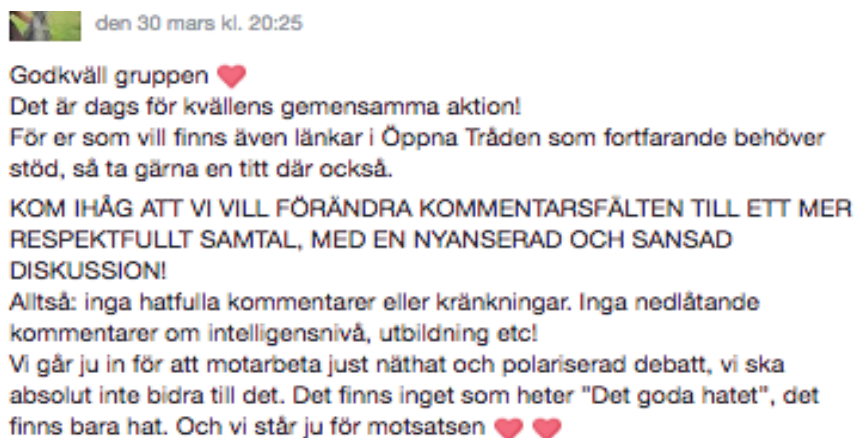 den 30 mars kl. 20:25
Godkväll gruppen ❤
Det är dags för kvällens gemensamma aktion!
För er som vill finns även länkar i Öppna Tråden som fortfarande behöver
stöd, så ta gärna en titt där också.
KOM IHÅG ATT VI VILL FÖRÄNDRA KOMMENTARSFÄLTEN TILL ETT MER
RESPEKTFULLT SAMTAL, MED EN NYANSERAD OCH SANSAD
DISKUSSION!
Alltså: inga hatfulla kommentarer eller kränkningar. Inga nedlåtande
kommentarer om intelligensnivå, utbildning etc!
Vi går ju in för att motarbeta just näthat och polariserad debatt, vi ska
absolut inte bidra till det. Det finns inget som heter "Det goda hatet", det
finns bara hat. Och vi står ju för motsatsen ❤ ❤